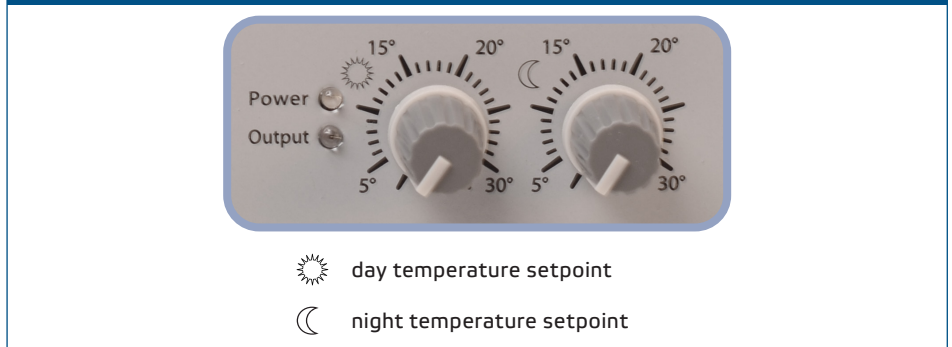 15° 20° 15° 20°
Power
Output
5° 30° 5° 30°
day temperature setpoint
night temperature setpoint